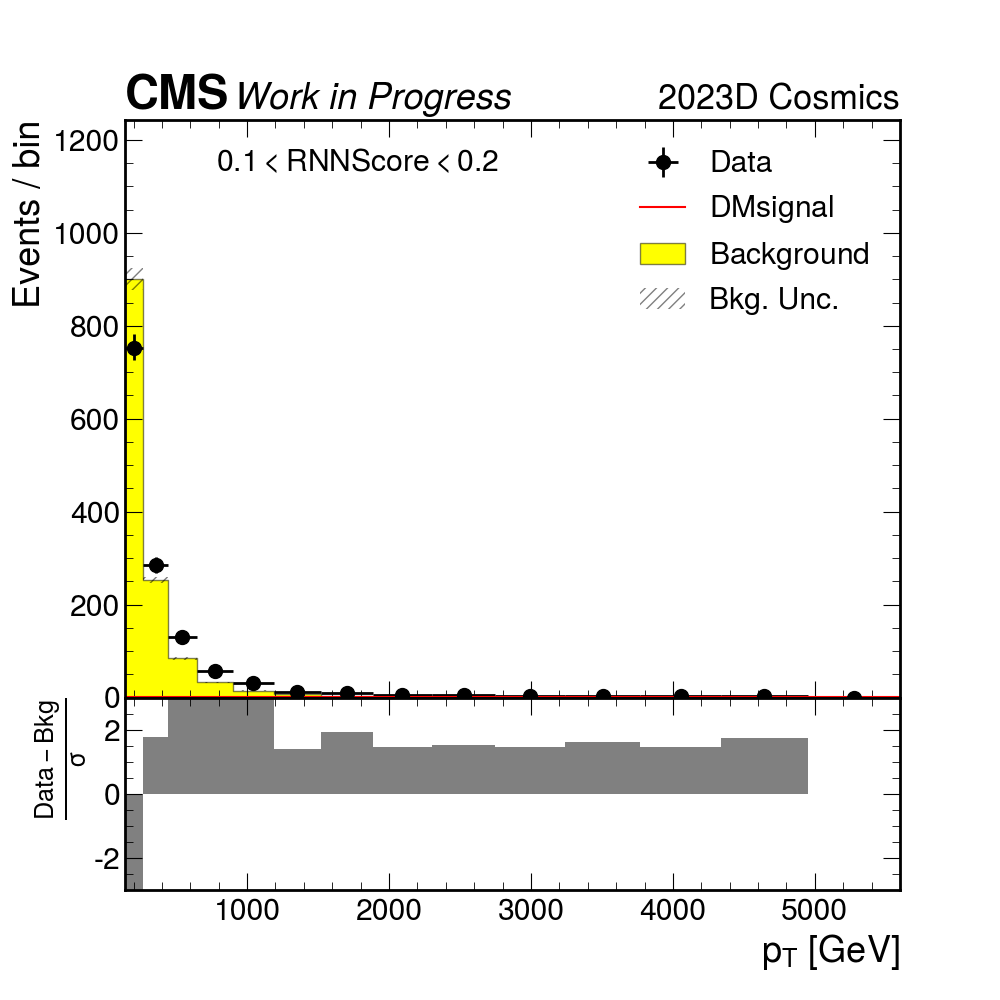 CMS Work in Progress 2023D Cosmics
Events / bin
0.1 < RNNScore < 0.2
Data
DMsignal
Background
Bkg. Unc.
1200
1000
800
600
400
200
0
Data – Bkg
σ
2
0
-2
1000 2000 3000 4000 5000
pT [GeV]